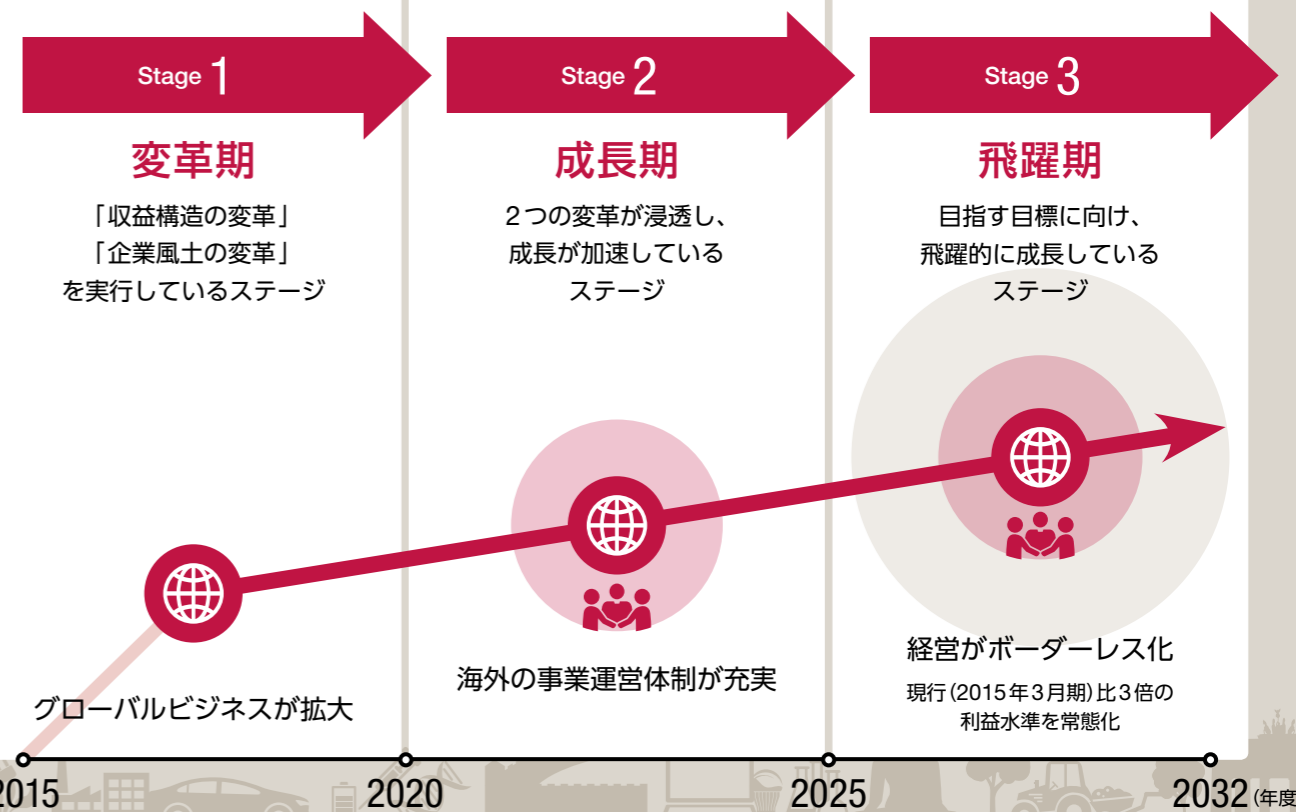 Stage 1
変革期
「収益構造の変革」
「企業風土の変革」
を実行しているステージ
グローバルビジネスが拡大
Stage 2
成長期
2つの変革が浸透し、
成長が加速している
ステージ
海外の事業運営体制が充実
Stage 3
飛躍期
目指す目標に向け、
飛躍的に成長している
ステージ
経営がボーダーレス化
現行(2015年3月期)比3倍の
利益水準を常態化
2015
2020
2025
2032(年度